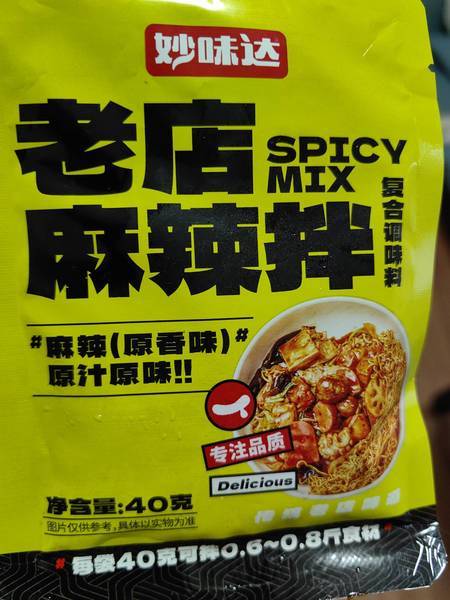 妙味达
老店
SPICY
MIX
麻辣拌
复合调味料
#麻辣(原香味)#
原汁原味!!
专注品质
Delicious
净含量:40克
图片仅供参考,具体以实物为准
#每袋40克可拌0.6~0.8斤食材#